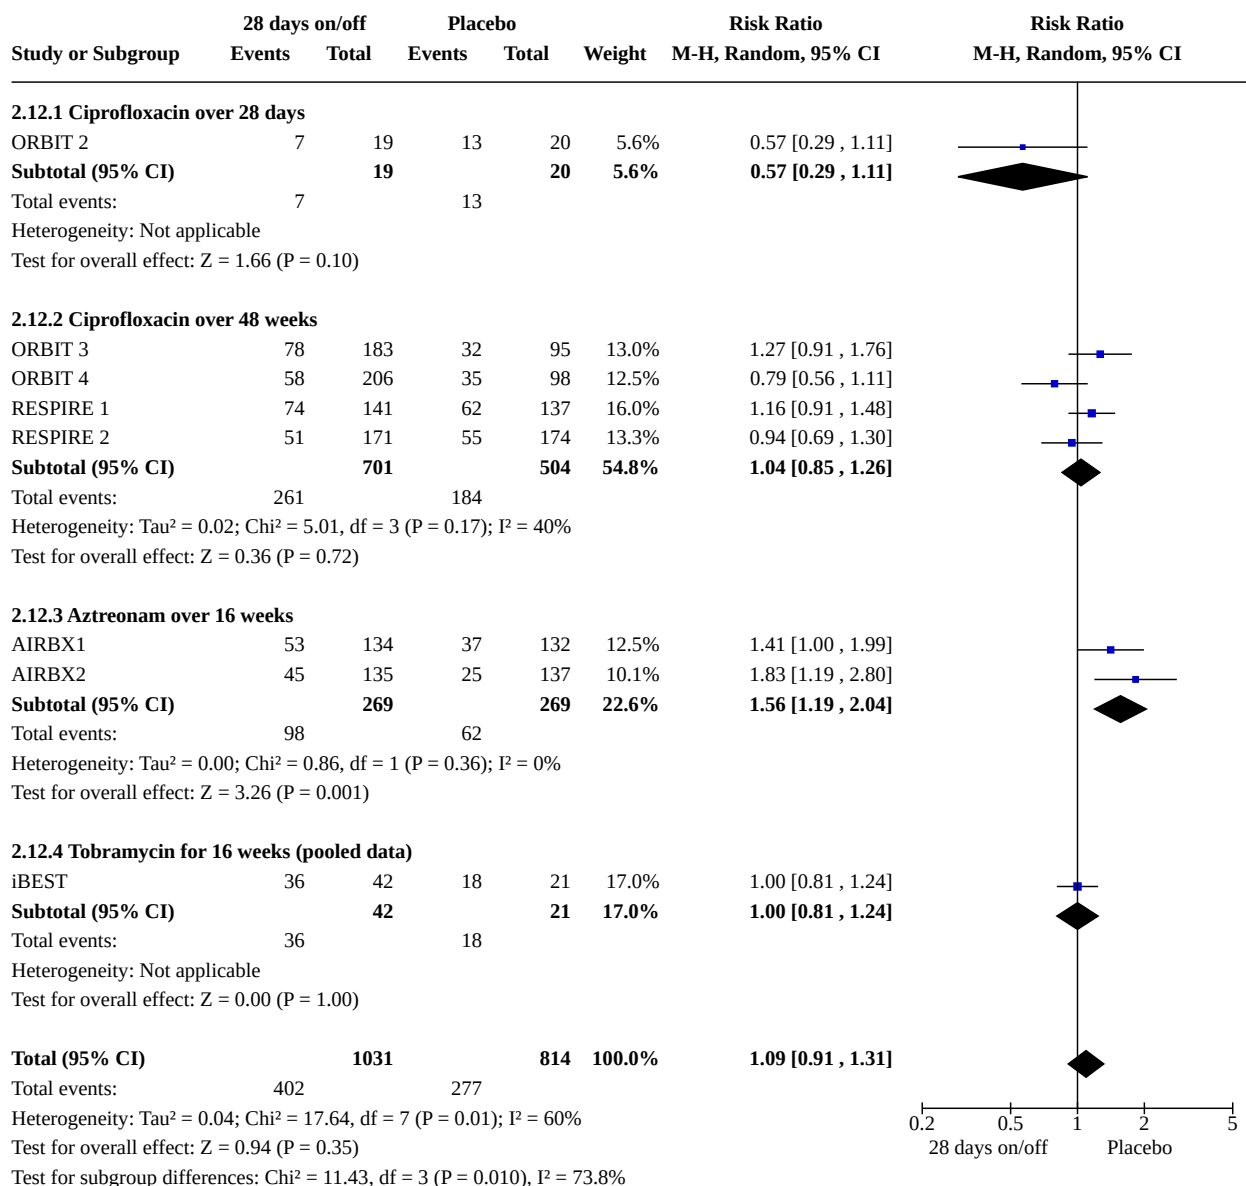 28 days on/off Placebo Risk Ratio Risk Ratio
Study or Subgroup Events Total Events Total Weight M-H, Random, 95% CI M-H, Random, 95% CI
2.12.1 Ciprofloxacin over 28 days
ORBIT 2 7 19 13 20 5.6% 0.57 [0.29 , 1.11]
Subtotal (95% CI) 19 20 5.6% 0.57 [0.29 , 1.11]
Total events: 7 13
Heterogeneity: Not applicable
Test for overall effect: Z = 1.66 (P = 0.10)
2.12.2 Ciprofloxacin over 48 weeks
ORBIT 3 78 183 32 95 13.0% 1.27 [0.91 , 1.76]
ORBIT 4 58 206 35 98 12.5% 0.79 [0.56 , 1.11]
RESPIRE 1 74 141 62 137 16.0% 1.16 [0.91 , 1.48]
RESPIRE 2 51 171 55 174 13.3% 0.94 [0.69 , 1.30]
Subtotal (95% CI) 701 504 54.8% 1.04 [0.85 , 1.26]
Total events: 261 184
Heterogeneity: Tau² = 0.02; Chi² = 5.01, df = 3 (P = 0.17); I² = 40%
Test for overall effect: Z = 0.36 (P = 0.72)
2.12.3 Aztreonam over 16 weeks
AIRBX1 53 134 37 132 12.5% 1.41 [1.00 , 1.99]
AIRBX2 45 135 25 137 10.1% 1.83 [1.19 , 2.80]
Subtotal (95% CI) 269 269 22.6% 1.56 [1.19 , 2.04]
Total events: 98 62
Heterogeneity: Tau² = 0.00; Chi² = 0.86, df = 1 (P = 0.36); I² = 0%
Test for overall effect: Z = 3.26 (P = 0.001)
2.12.4 Tobramycin for 16 weeks (pooled data)
iBEST 36 42 18 21 17.0% 1.00 [0.81 , 1.24]
Subtotal (95% CI) 42 21 17.0% 1.00 [0.81 , 1.24]
Total events: 36 18
Heterogeneity: Not applicable
Test for overall effect: Z = 0.00 (P = 1.00)
Total (95% CI) 1031 814 100.0% 1.09 [0.91 , 1.31]
Total events: 402 277
Heterogeneity: Tau² = 0.04; Chi² = 17.64, df = 7 (P = 0.01); I² = 60%
0.2 0.5 1 2 5
Test for overall effect: Z = 0.94 (P = 0.35) 28 days on/off Placebo
Test for subgroup differences: Chi² = 11.43, df = 3 (P = 0.010), I² = 73.8%